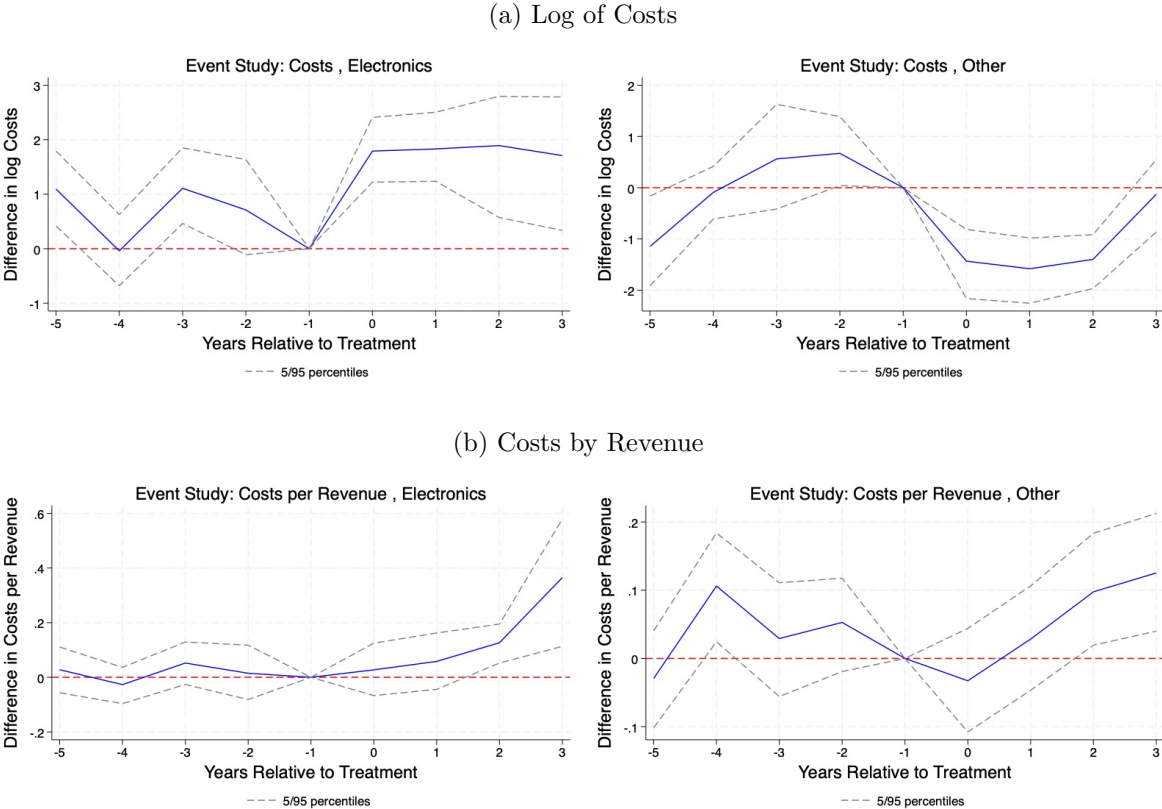 (a) Log of Costs
Event Study: Costs , Electronics
Difference in log Costs
3
2
1
0
-1
-5 -4 -3 -2 -1 0 1 2 3
Years Relative to Treatment
5/95 percentiles
Event Study: Costs , Other
Difference in log Costs
2
1
0
-1
-2
-5 -4 -3 -2 -1 0 1 2 3
Years Relative to Treatment
5/95 percentiles
(b) Costs by Revenue
Event Study: Costs per Revenue , Electronics
Difference in Costs per Revenue
.6
.4
.2
0
-.2
-5 -4 -3 -2 -1 0 1 2 3
Years Relative to Treatment
5/95 percentiles
Event Study: Costs per Revenue , Other
Difference in Costs per Revenue
.2
.1
0
-.1
-5 -4 -3 -2 -1 0 1 2 3
Years Relative to Treatment
5/95 percentiles